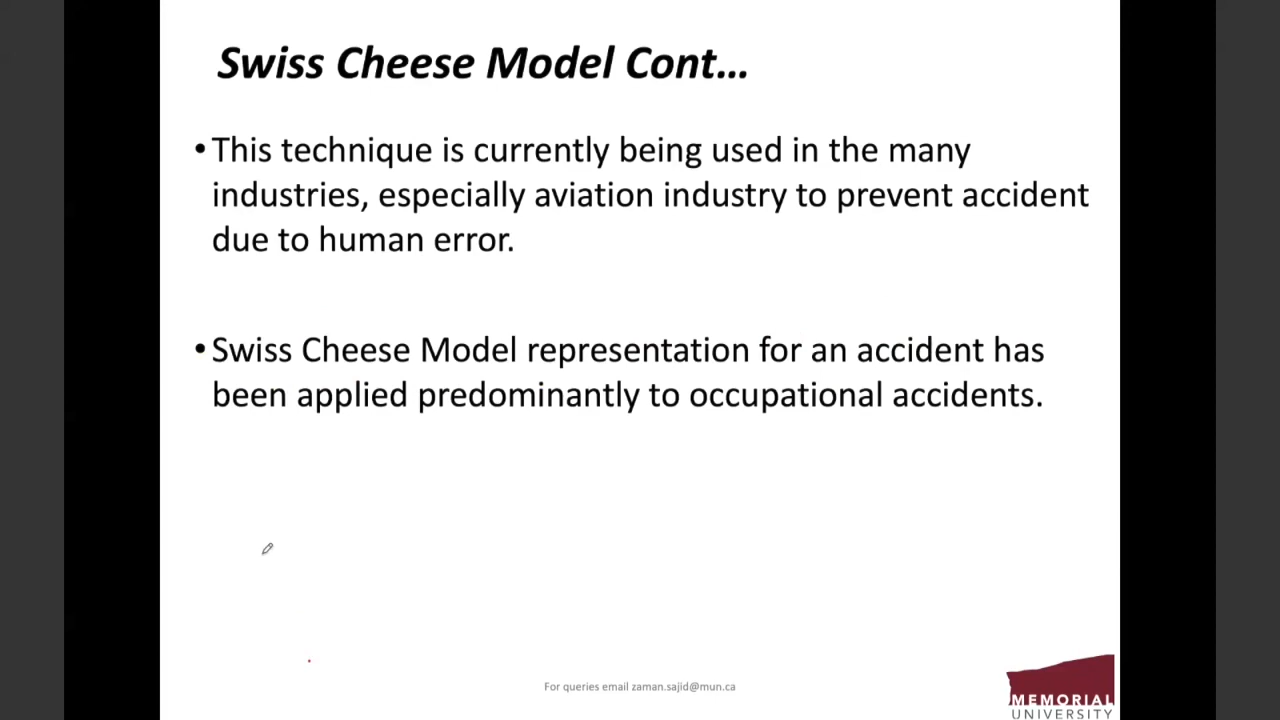 Swiss Cheese Model Cont...
•This technique is currently being used in the many
industries, especially aviation industry to prevent accident
due to human error.
•Swiss Cheese Model representation for an accident has
been applied predominantly to occupational accidents.
For queries email zaman.sajid@mun.ca
MEMORIAL
UNIVERSITY